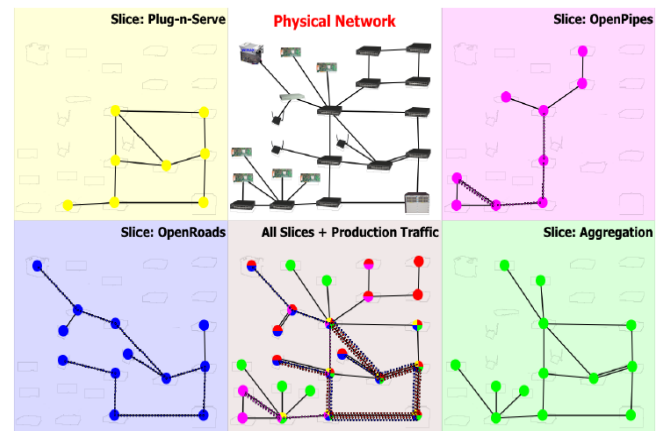 Slice: Plug-n-Serve
Physical Network
Slice: OpenPipes
Slice: OpenRoads
All Slices + Production Traffic
Slice: Aggregation